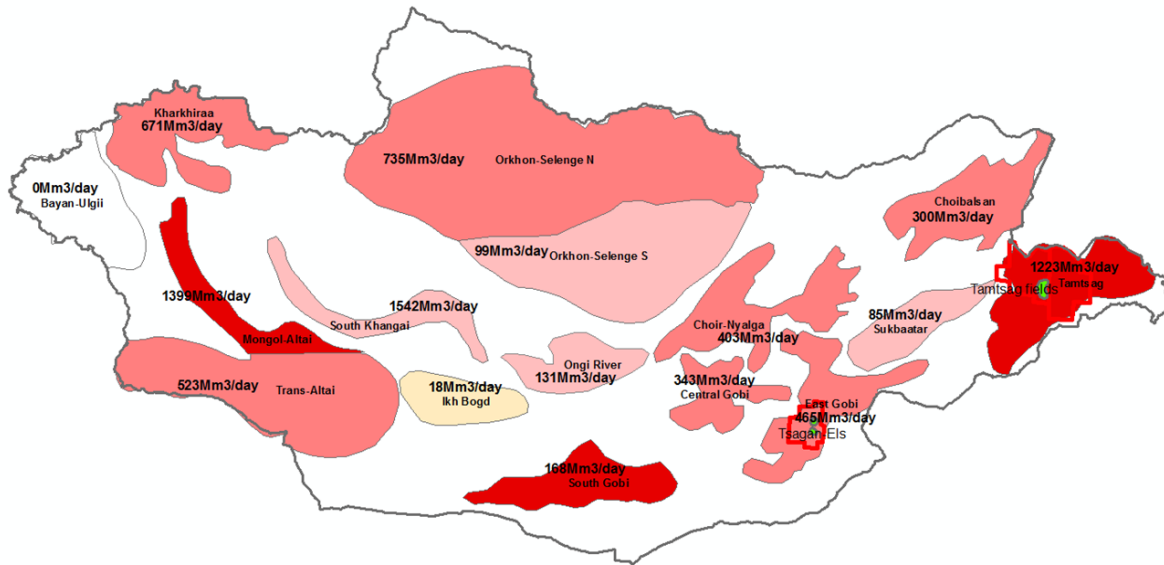 Kharkhiraa
671Mm3/day
735Mm3/day
Orkhon-Selenge N
0Mm3/day
Bayan-Ulgii
Choibalsan
300Mm3/day
99Mm3/day
Orkhon-Selenge S
1399Mm3/day
Mongol-Altai
1542Mm3/day
South Khangai
1223Mm3/day
Tamtsag fields
Tamtsag
85Mm3/day
Sukbaatar
Choir-Nyalga
403Mm3/day
Ongi River
131Mm3/day
523Mm3/day
Trans-Altai
18Mm3/day
Ikh Bogd
343Mm3/day
Central Gobi
East Gobi
465Mm3/day
Tsagan Els
168Mm3/day
South Gobi